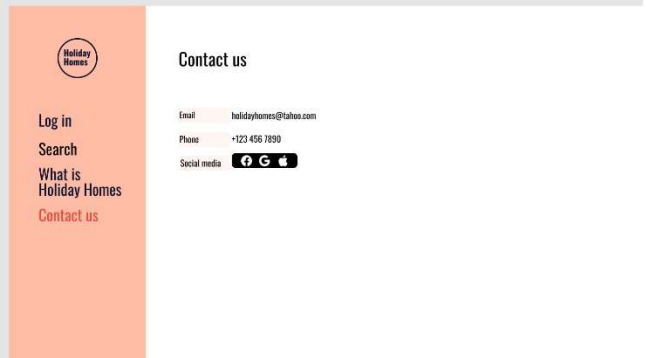 Holiday
Homes
Log in
Search
What is
Holiday Homes
Contact us
Contact us
Email holidayhomes@tahoo.com
Phone +123 456 7890
Social media